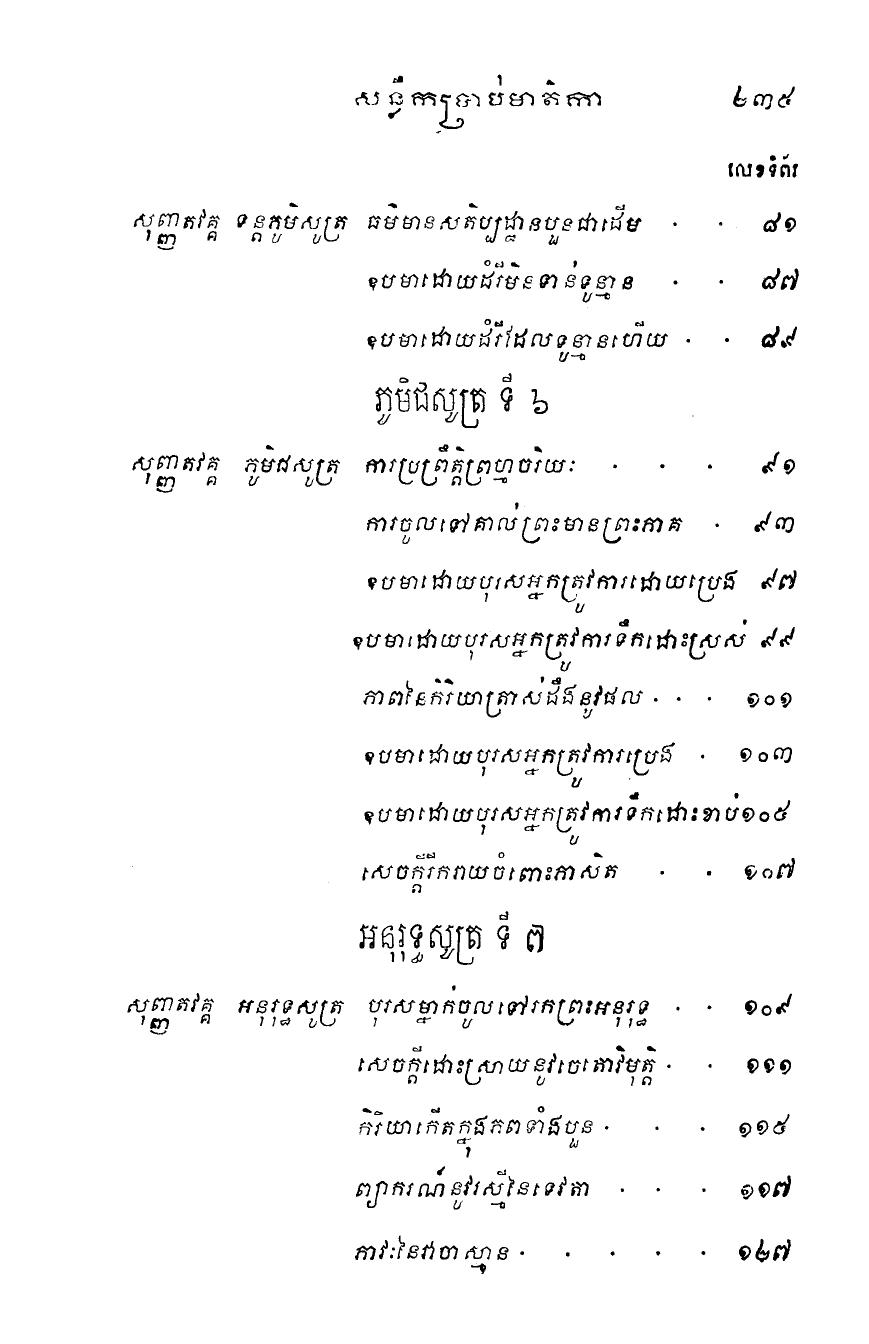 សន្លឹកប្រាប់មាតិកា ២៣៥
លេខទំព័រ
សុញ្ញតវគ្គ ទន្តភូមិសូត្រ ធម៌មានសតិប្បដ្ឋានបួនជាដើម · · ៨១
ឧបមាដោយដំរីមិនទាន់ទូន្មាន · · ៨៧
ឧបមាដោយដំរីដែលទូន្មានហើយ · · ៨៩
ភូមិជសូត្រ ទី ៦
សុញ្ញតវគ្គ ភូមិជសូត្រ ការប្រព្រឹត្តិព្រហ្មចរិយៈ · · · ៩១
ការចូលទៅគាល់ព្រះមានព្រះភាគ · ៩៣
ឧបមាដោយបុរសអ្នកត្រូវការដោយប្រេង ៩៧
ឧបមាដោយបុរសអ្នកត្រូវការទឹកដោះស្រស់ ៩៩
ភាពនៃកិរិយាត្រាស់ដឹងនូវផល · · · ១០១
ឧបមាដោយបុរសអ្នកត្រូវការប្រេង · ១០៣
ឧបមាដោយបុរសអ្នកត្រូវការទឹកដោះខាប់១០៥
សេចក្តីរីករាយចំពោះភាសិត · · ១០៧
អនុរុទ្ធសូត្រ ទី ៧
សុញ្ញតវគ្គ អនុរុទ្ធសូត្រ បុរសម្នាក់ចូលទៅរកព្រះអនុរុទ្ធ · · ១០៩
សេចក្តីដោះស្រាយនូវចេតោវិមុត្តិ · · ១១១
កិរិយាកើតក្នុងភពទាំងបួន · · · ១១៥
ព្យាករណ៍នូវរស្មីនៃទេវតា · · · ១១៧
ភាវៈនៃវាចាស្មាន · · · · · ១២៧